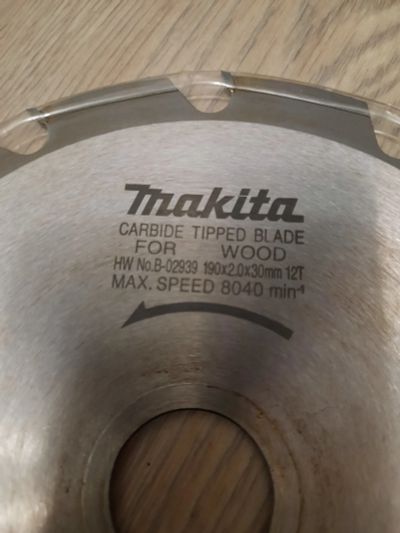 makita
CARBIDE TIPPED BLADE
FOR WOOD
HW No.B-02939 190x2.0x30mm 12T
MAX. SPEED 8040 min⁻¹